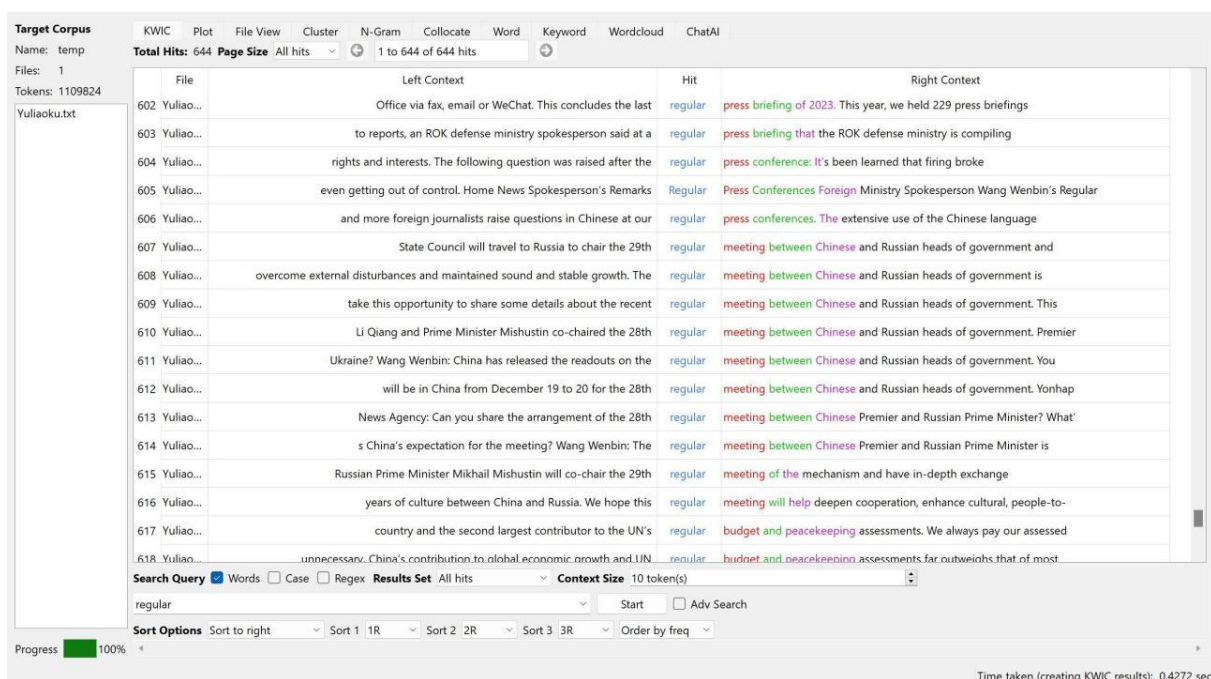 Target Corpus
Name: temp
Files: 1
Tokens: 1109824
Yuliaoku.txt
Progress 100%
KWIC Plot File View Cluster N-Gram Collocate Word Keyword Wordcloud ChatAI
Total Hits: 644 Page Size All hits 1 to 644 of 644 hits
File Left Context Hit Right Context
602 Yuliao... Office via fax, email or WeChat. This concludes the last regular press briefing of 2023. This year, we held 229 press briefings
603 Yuliao... to reports, an ROK defense ministry spokesperson said at a regular press briefing that the ROK defense ministry is compiling
604 Yuliao... rights and interests. The following question was raised after the regular press conference: It's been learned that firing broke
605 Yuliao... even getting out of control. Home News Spokesperson's Remarks Regular Press Conferences Foreign Ministry Spokesperson Wang Wenbin's Regular
606 Yuliao... and more foreign journalists raise questions in Chinese at our regular press conferences. The extensive use of the Chinese language
607 Yuliao... State Council will travel to Russia to chair the 29th regular meeting between Chinese and Russian heads of government and
608 Yuliao... overcome external disturbances and maintained sound and stable growth. The regular meeting between Chinese and Russian heads of government is
609 Yuliao... take this opportunity to share some details about the recent regular meeting between Chinese and Russian heads of government. This
610 Yuliao... Li Qiang and Prime Minister Mishustin co-chaired the 28th regular meeting between Chinese and Russian heads of government. Premier
611 Yuliao... Ukraine? Wang Wenbin: China has released the readouts on the regular meeting between Chinese and Russian heads of government. You
612 Yuliao... will be in China from December 19 to 20 for the 28th regular meeting between Chinese and Russian heads of government. Yonhap
613 Yuliao... News Agency: Can you share the arrangement of the 28th regular meeting between Chinese Premier and Russian Prime Minister? What'
614 Yuliao... s China's expectation for the meeting? Wang Wenbin: The regular meeting between Chinese Premier and Russian Prime Minister is
615 Yuliao... Russian Prime Minister Mikhail Mishustin will co-chair the 29th regular meeting of the mechanism and have in-depth exchange
616 Yuliao... years of culture between China and Russia. We hope this regular meeting will help deepen cooperation, enhance cultural, people-to-
617 Yuliao... country and the second largest contributor to the UN's regular budget and peacekeeping assessments. We always pay our assessed
618 Yuliao... unnecessary. China's contribution to global economic growth and UN regular budget and peacekeeping assessments far outweighs that of most
Search Query Words Case Regex Results Set All hits Context Size 10 token(s)
regular Start Adv Search
Sort Options Sort to right Sort 1 1R Sort 2 2R Sort 3 3R Order by freq
Time taken (creating KWIC results): 0.4272 sec